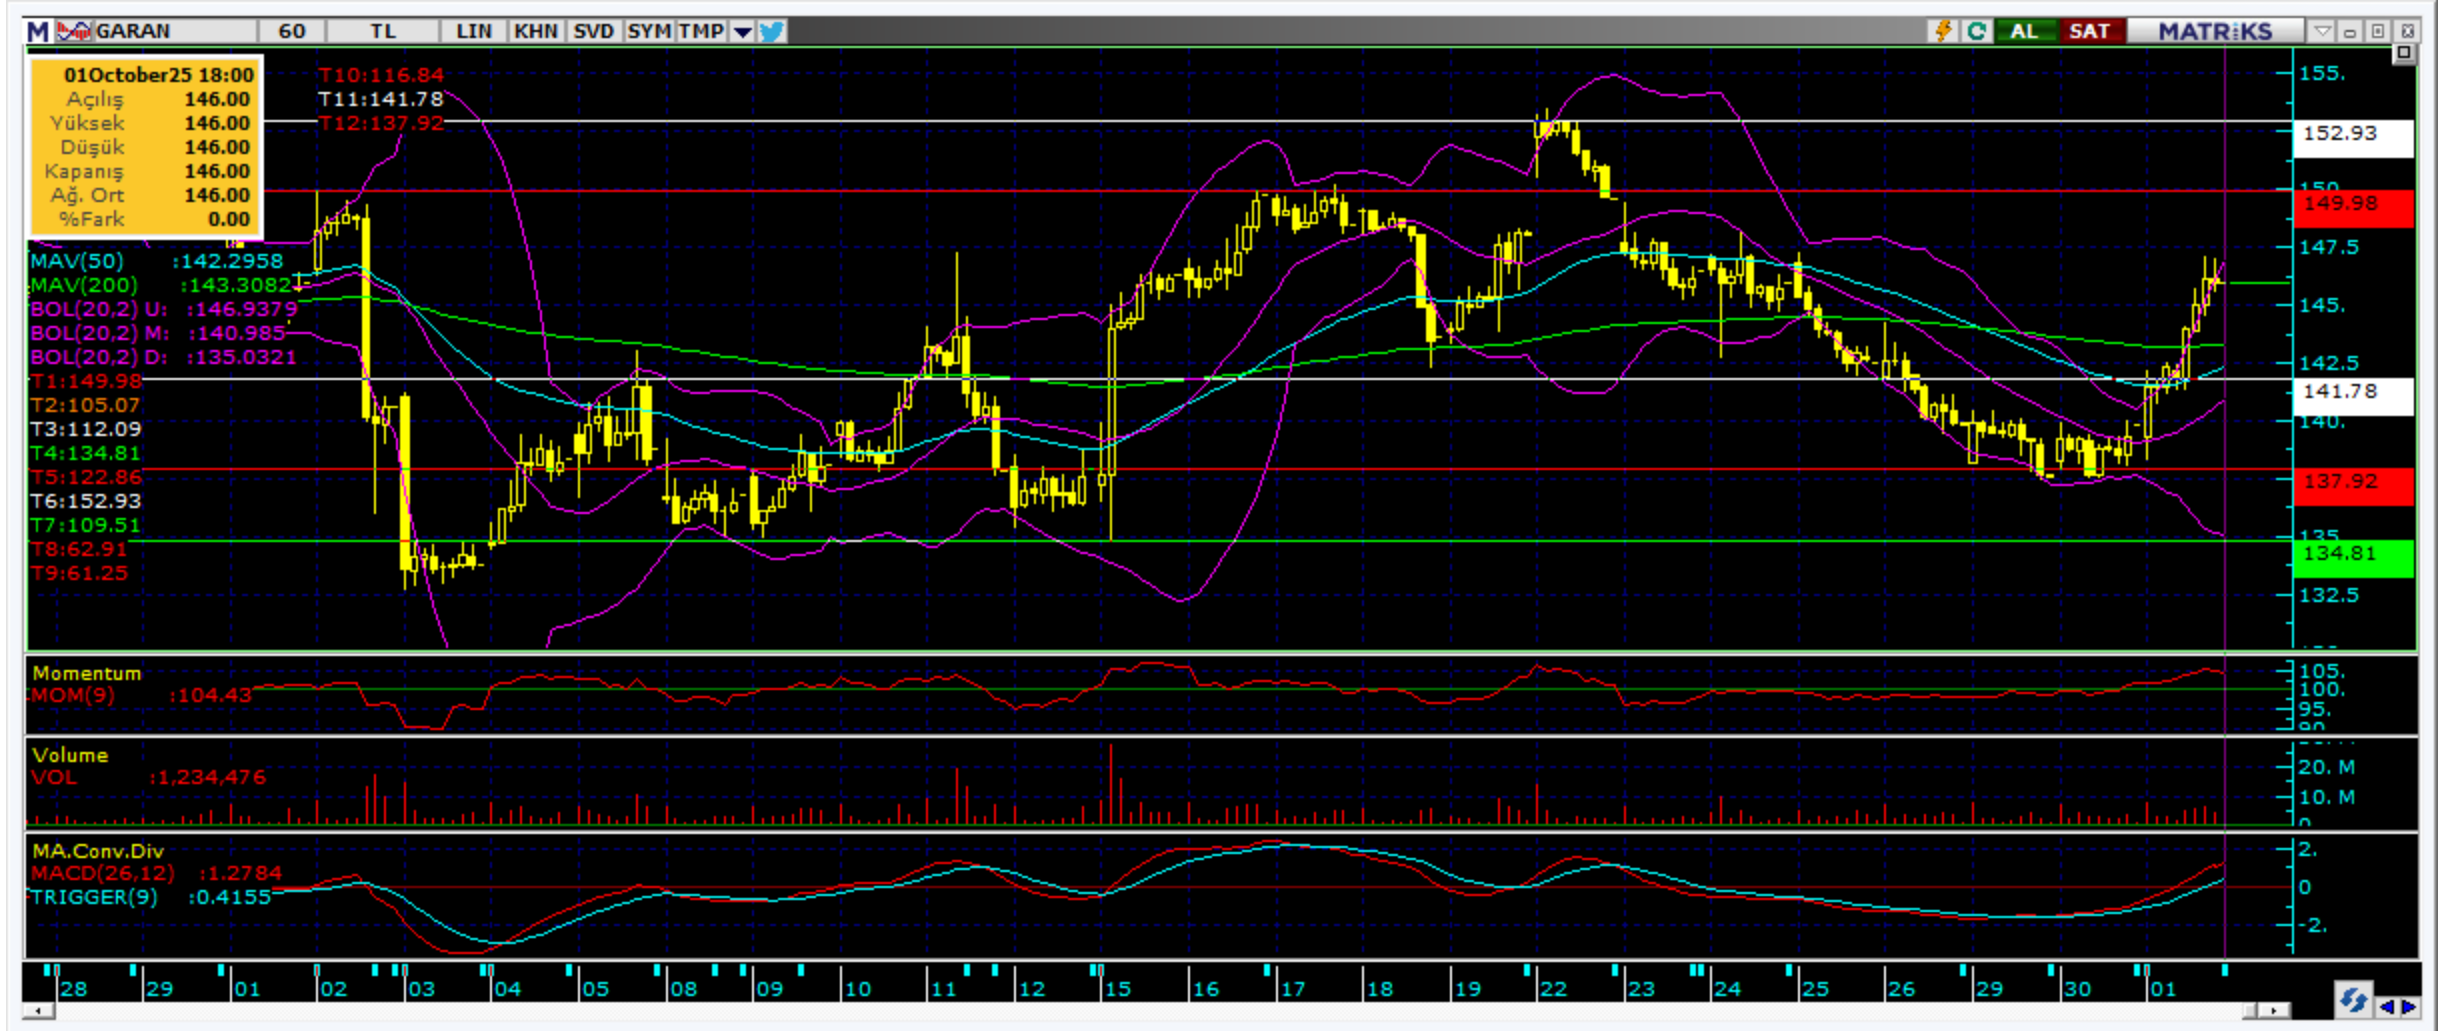 M GARAN 60 TL LIN KHN SVD SYM TMP AL SAT MATRiKS
01October25 18:00
Açılış 146.00
Yüksek 146.00
Düşük 146.00
Kapanış 146.00
Ağ. Ort 146.00
%Fark 0.00
T10:116.84
T11:141.78
T12:137.92
MAV(50) :142.2958
MAV(200) :143.3082
BOL(20,2) U: :146.9379
BOL(20,2) M: :140.985
BOL(20,2) D: :135.0321
T1:149.98
T2:105.07
T3:112.09
T4:134.81
T5:122.86
T6:152.93
T7:109.51
T8:62.91
T9:61.25
155.
152.93
150.
149.98
147.5
145.
142.5
141.78
140.
137.92
135.
134.81
132.5
Momentum
MOM(9) :104.43
105.
100.
95.
90.
Volume
VOL :1,234,476
20. M
10. M
0
MA.Conv.Div
MACD(26,12) :1.2784
TRIGGER(9) :0.4155
2.
0
-2.
28 29 01 02 03 04 05 08 09 10 11 12 15 16 17 18 19 22 23 24 25 26 29 30 01